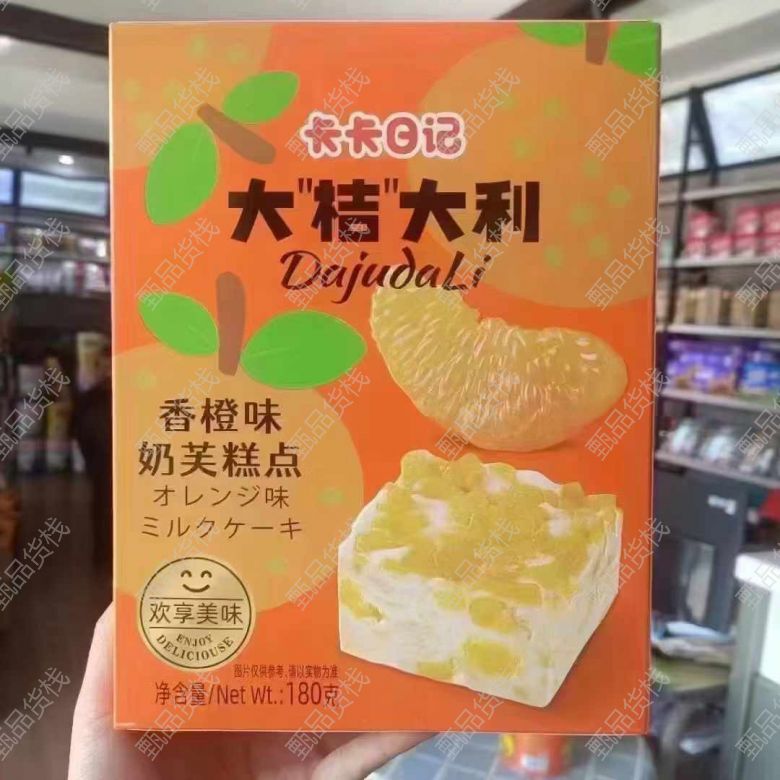 卡卡日记
大"桔"大利
DajudaLi
香橙味
奶芙糕点
オレンジ味
ミルクケーキ
欢享美味
ENJOY
DELICIOUSE
图片仅供参考,请以实物为准
净含量/Net Wt.:180克
甄品货栈